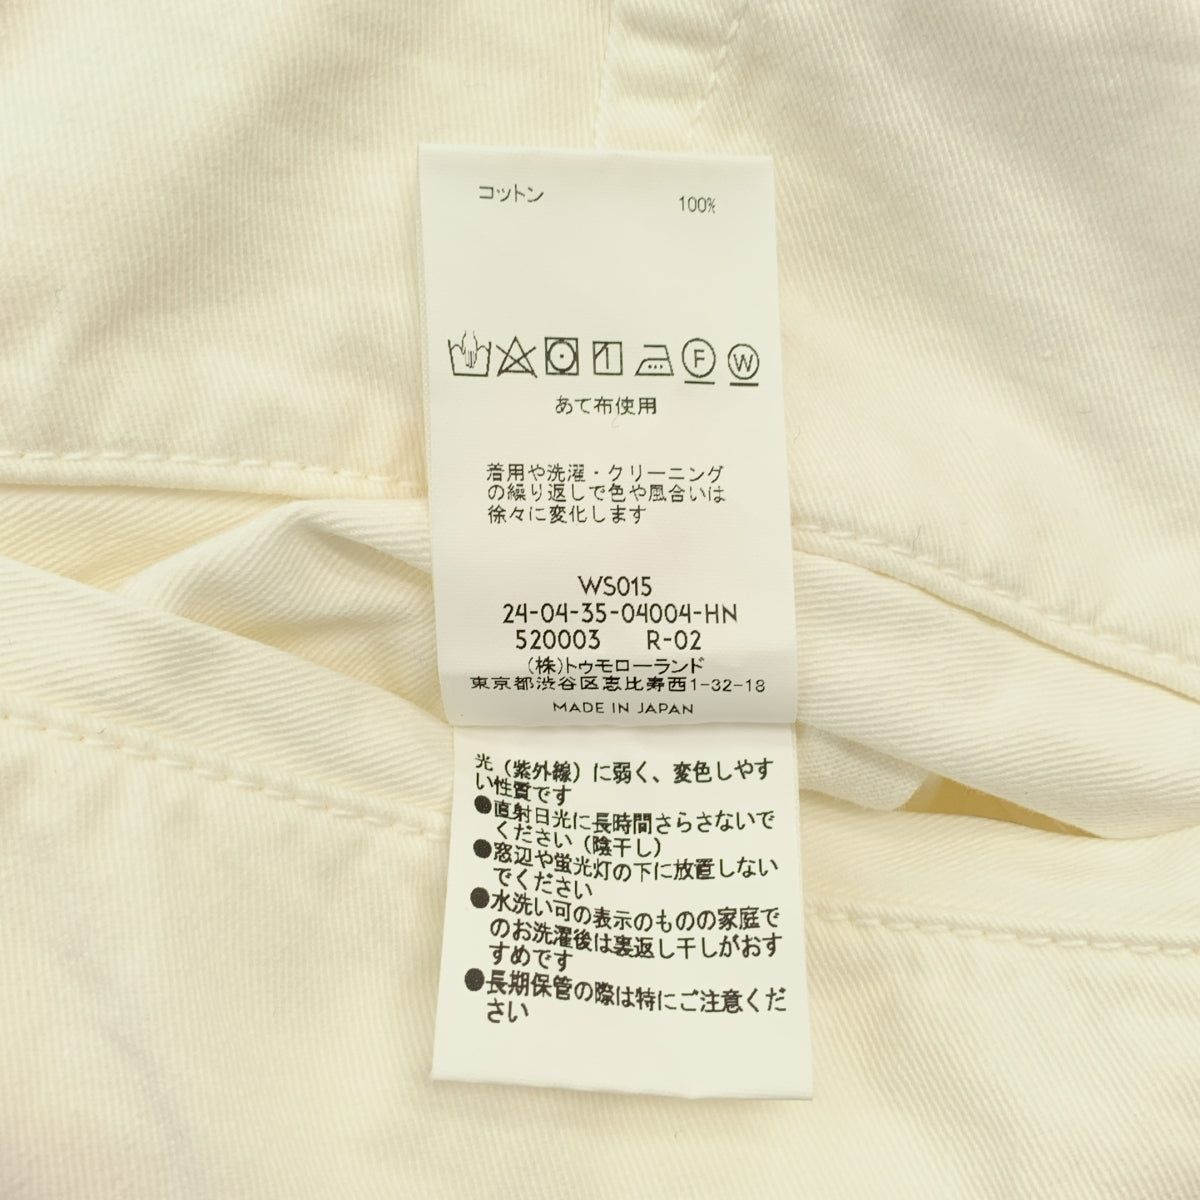 コットン 100%
F W
あて布使用
着用や洗濯・クリーニング
の繰り返しで色や風合いは
徐々に変化します
WS015
24-04-35-04004-HN
520003 R-02
(株)トゥモローランド
東京都渋谷区恵比寿西1-32-18
MADE IN JAPAN
光（紫外線）に弱く、変色しやす
い性質です
●直射日光に長時間さらさないで
ください（陰干し）
●窓辺や蛍光灯の下に放置しない
でください
●水洗い可の表示のものの家庭で
のお洗濯後は裏返し干しがおす
すめです
●長期保管の際は特にご注意くだ
さい